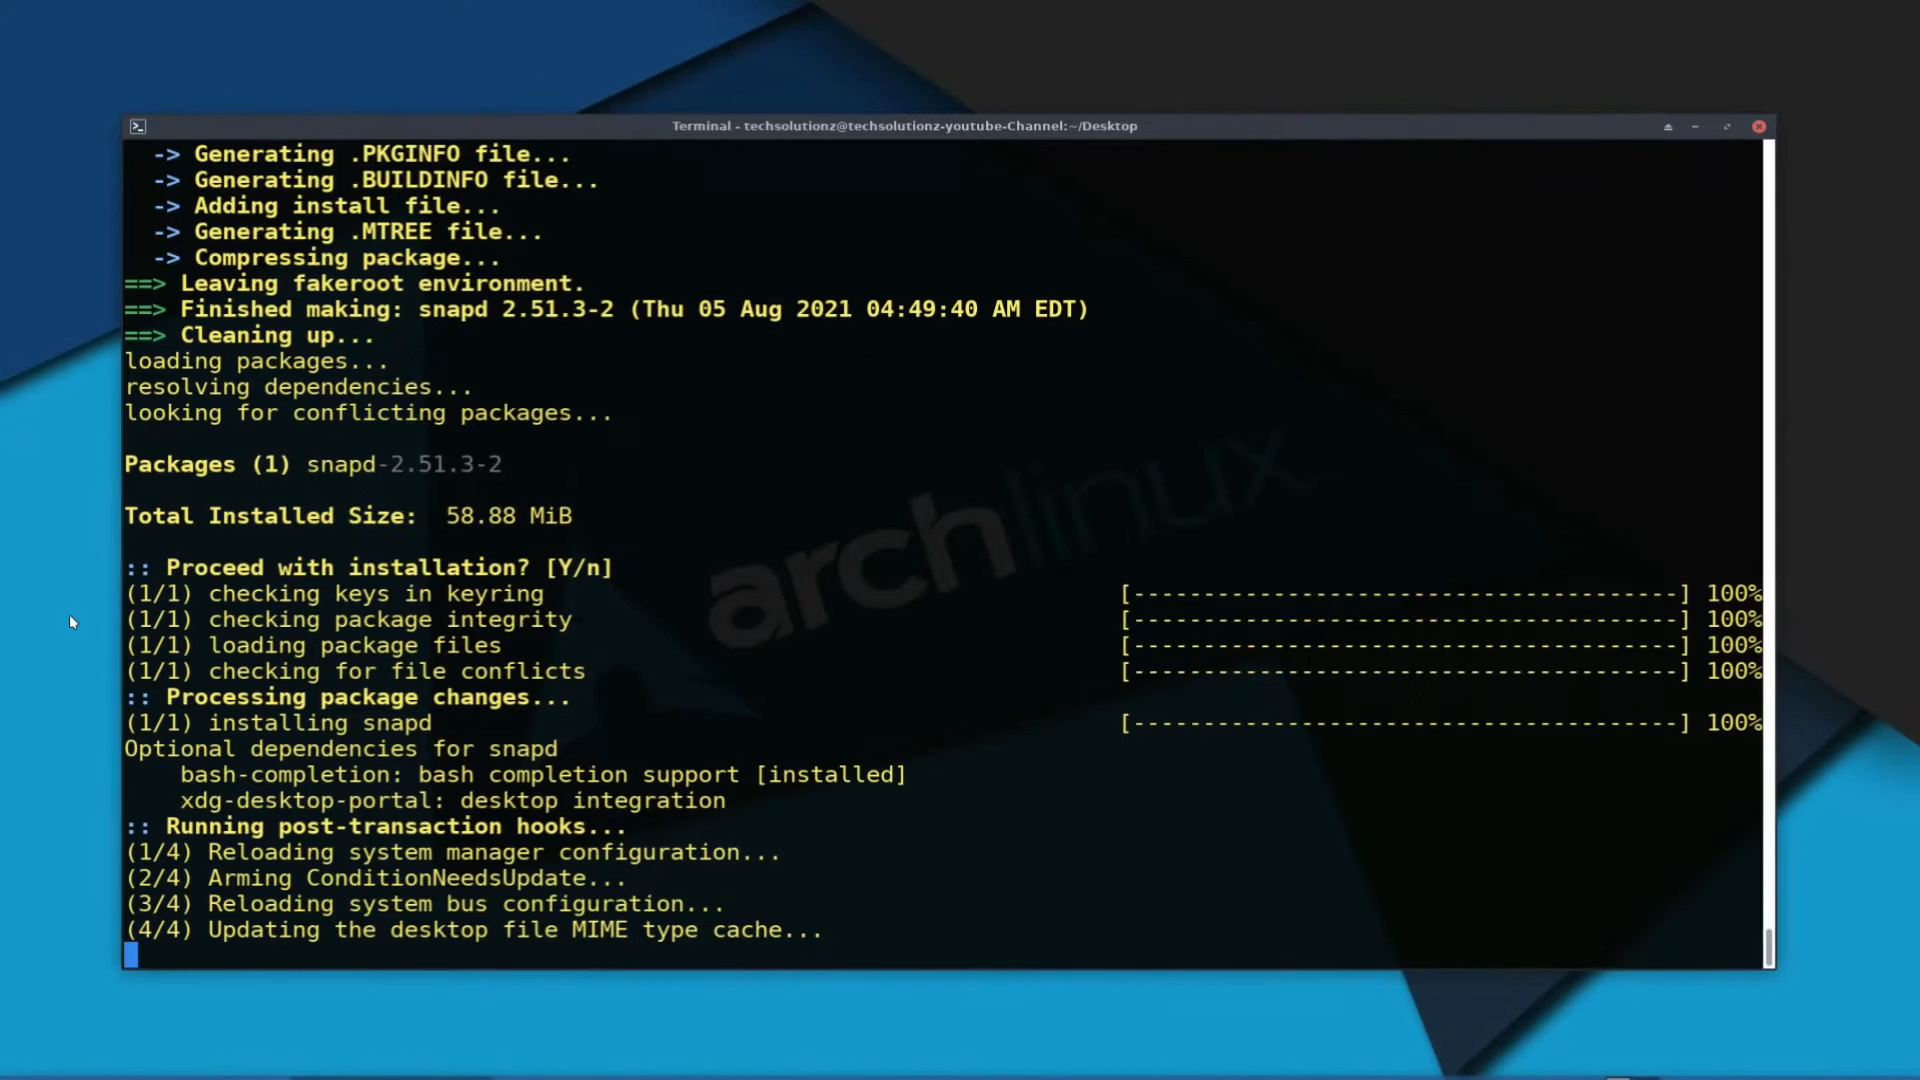 Terminal - techsolutionz@techsolutionz-youtube-Channel:~/Desktop
-> Generating .PKGINFO file...
-> Generating .BUILDINFO file...
-> Adding install file...
-> Generating .MTREE file...
-> Compressing package...
==> Leaving fakeroot environment.
==> Finished making: snapd 2.51.3-2 (Thu 05 Aug 2021 04:49:40 AM EDT)
==> Cleaning up...
loading packages...
resolving dependencies...
looking for conflicting packages...
Packages (1) snapd-2.51.3-2
Total Installed Size:  58.88 MiB
:: Proceed with installation? [Y/n]
(1/1) checking keys in keyring [---------------------------------------] 100%
(1/1) checking package integrity [---------------------------------------] 100%
(1/1) loading package files [---------------------------------------] 100%
(1/1) checking for file conflicts [---------------------------------------] 100%
:: Processing package changes...
(1/1) installing snapd [---------------------------------------] 100%
Optional dependencies for snapd
bash-completion: bash completion support [installed]
xdg-desktop-portal: desktop integration
:: Running post-transaction hooks...
(1/4) Reloading system manager configuration...
(2/4) Arming ConditionNeedsUpdate...
(3/4) Reloading system bus configuration...
(4/4) Updating the desktop file MIME type cache...
archlinux